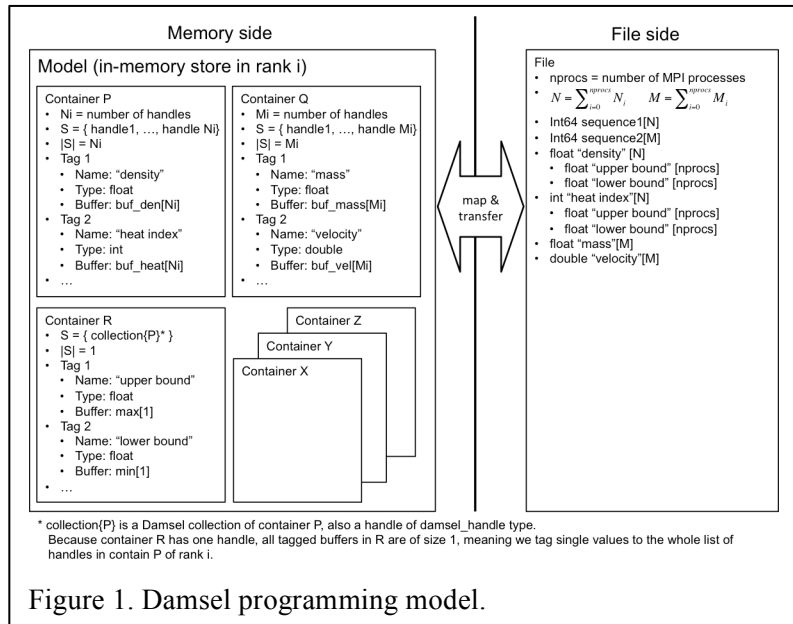 Memory side
File side
Model (in-memory store in rank i)
Container P
• Ni = number of handles
• S = { handle1, …, handle Ni}
• |S| = Ni
• Tag 1
• Name: “density”
• Type: float
• Buffer: buf_den[Ni]
• Tag 2
• Name: “heat index”
• Type: int
• Buffer: buf_heat[Ni]
• …
Container Q
• Mi = number of handles
• S = { handle1, …, handle Mi}
• |S| = Mi
• Tag 1
• Name: “mass”
• Type: float
• Buffer: buf_mass[Mi]
• Tag 2
• Name: “velocity”
• Type: double
• Buffer: buf_vel[Mi]
• …
Container R
• S = { collection{P}* }
• |S| = 1
• Tag 1
• Name: “upper bound”
• Type: float
• Buffer: max[1]
• Tag 2
• Name: “lower bound”
• Type: float
• Buffer: min[1]
• …
Container Z
Container Y
Container X
map &
transfer
File
• nprocs = number of MPI processes
• N = ∑_{i=0}^{nprocs} N_i M = ∑_{i=0}^{nprocs} M_i
• Int64 sequence1[N]
• Int64 sequence2[M]
• float “density” [N]
• float “upper bound” [nprocs]
• float “lower bound” [nprocs]
• int “heat index”[N]
• float “upper bound” [nprocs]
• float “lower bound” [nprocs]
• float “mass”[M]
• double “velocity”[M]
* collection{P} is a Damsel collection of container P, also a handle of damsel_handle type.
Because container R has one handle, all tagged buffers in R are of size 1, meaning we tag single values to the whole list of
handles in contain P of rank i.
Figure 1. Damsel programming model.